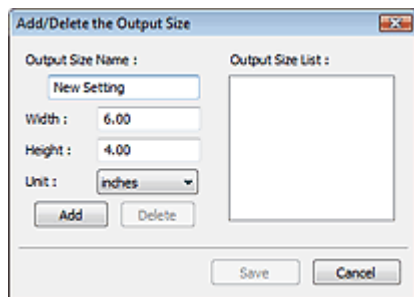 Add/Delete the Output Size
Output Size Name :
New Setting
Width :
6.00
Height :
4.00
Unit :
inches
Add
Delete
Output Size List :
Save
Cancel